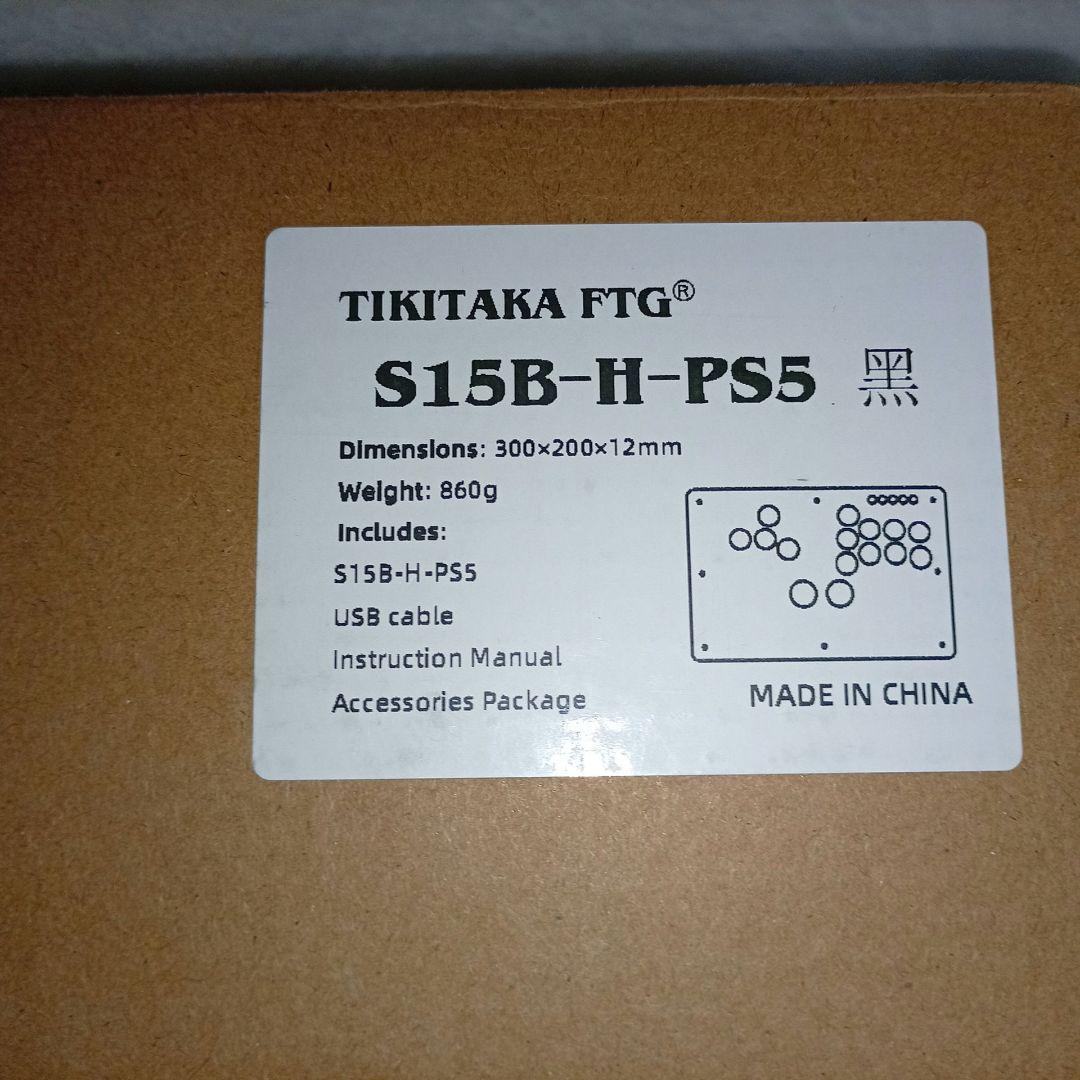 TIKITAKA FTG®
S15B-H-PS5 黑
Dimensions: 300×200×12mm
Weight: 860g
Includes:
S15B-H-PS5
USB cable
Instruction Manual
Accessories Package
MADE IN CHINA